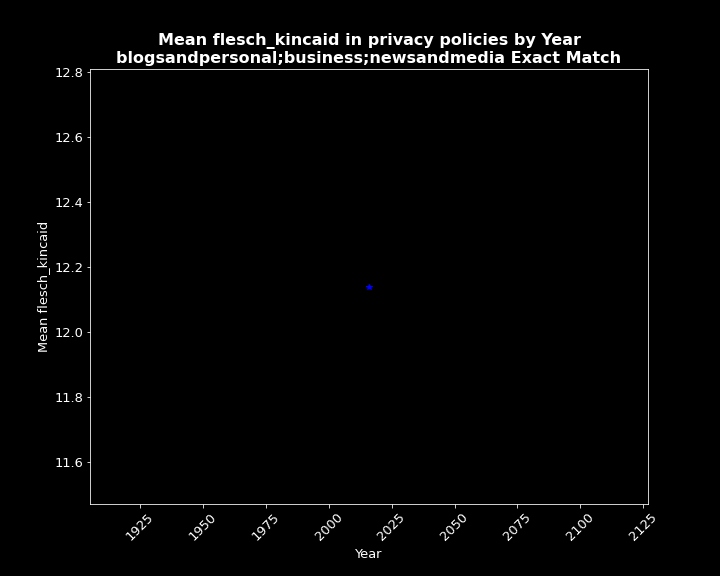 Mean flesch_kincaid in privacy policies by Year
blogsandpersonal;business;newsandmedia Exact Match
12.8
12.6
12.4
12.2
12.0
11.8
11.6
Mean flesch_kincaid
1925 1950 1975 2000 2025 2050 2075 2100 2125
Year